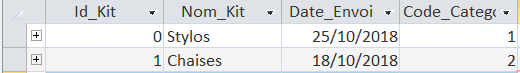 Id_Kit Nom_Kit Date_Envoi Code_Catego
0 Stylos 25/10/2018 1
1 Chaises 18/10/2018 2